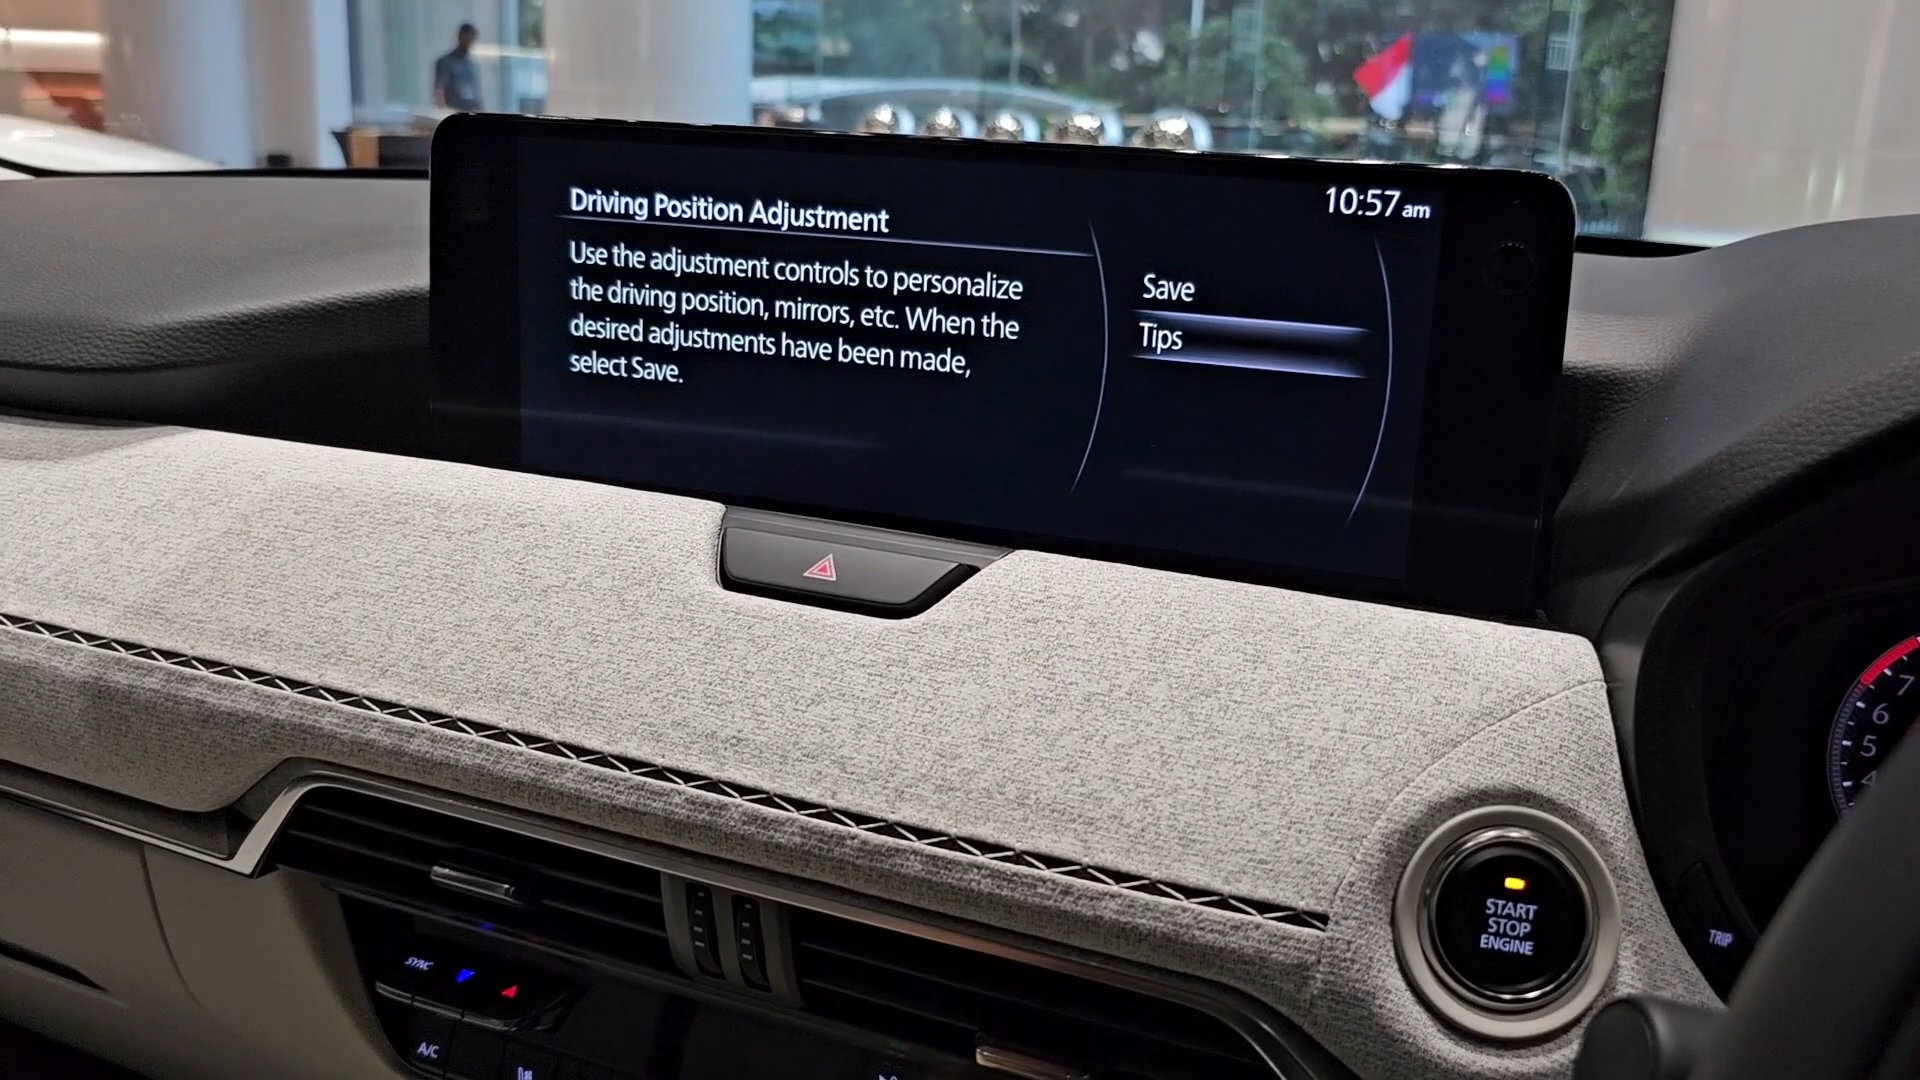 Driving Position Adjustment
10:57 am
Use the adjustment controls to personalize
the driving position, mirrors, etc. When the
desired adjustments have been made,
select Save.
Save
Tips
7
6
5
4
START
STOP
ENGINE
TRIP
SYNC
A/C